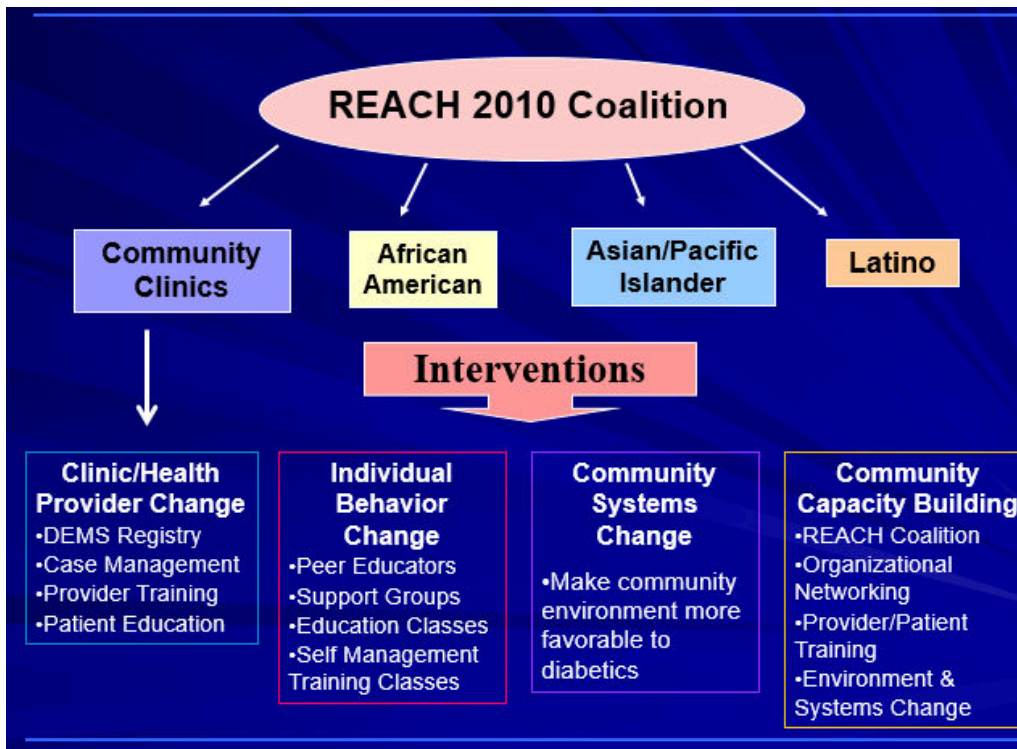 REACH 2010 Coalition
Community
Clinics
African
American
Asian/Pacific
Islander
Latino
Interventions
Clinic/Health
Provider Change
•DEMS Registry
•Case Management
•Provider Training
•Patient Education
Individual
Behavior
Change
•Peer Educators
•Support Groups
•Education Classes
•Self Management
Training Classes
Community
Systems
Change
•Make community
environment more
favorable to
diabetics
Community
Capacity Building
•REACH Coalition
•Organizational
Networking
•Provider/Patient
Training
•Environment &
Systems Change